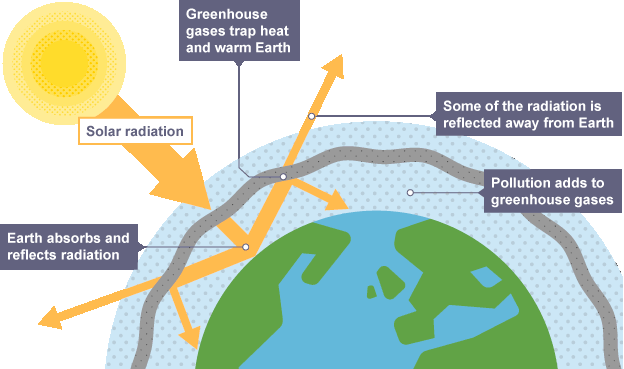 Greenhouse
gases trap heat
and warm Earth
Solar radiation
Some of the radiation is
reflected away from Earth
Pollution adds to
greenhouse gases
Earth absorbs and
reflects radiation